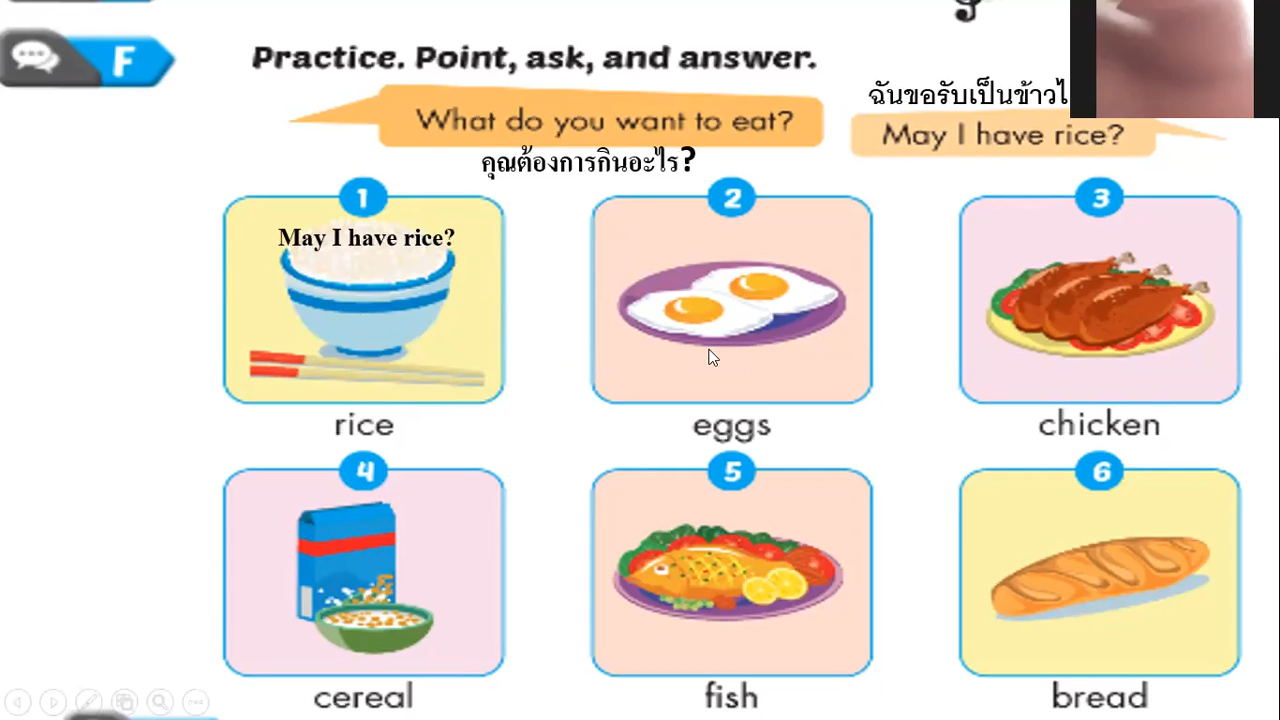 F
Practice. Point, ask, and answer.
What do you want to eat?
คุณต้องการกินอะไร?
ฉันขอรับเป็นข้าวไ
May I have rice?
1
May I have rice?
rice
2
eggs
3
chicken
4
cereal
5
fish
6
bread